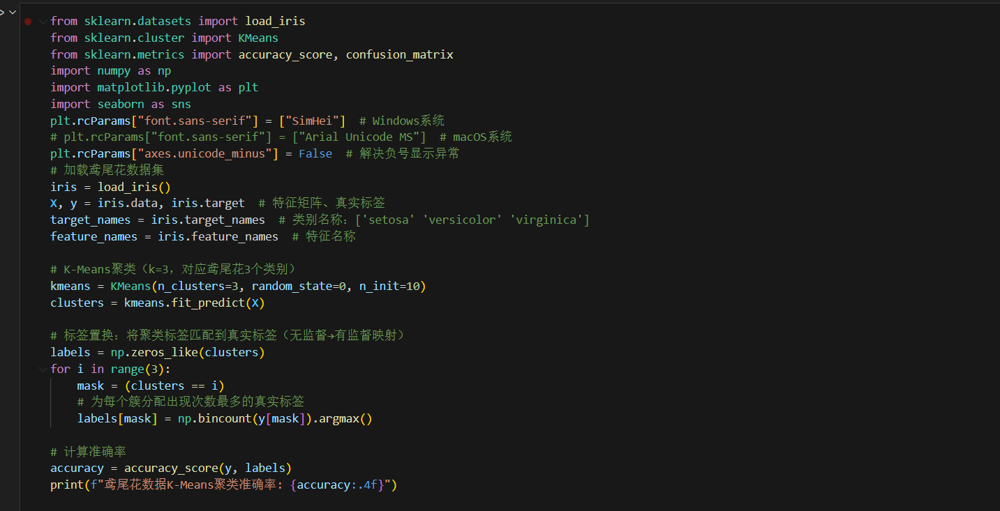 from sklearn.datasets import load_iris
from sklearn.cluster import KMeans
from sklearn.metrics import accuracy_score, confusion_matrix
import numpy as np
import matplotlib.pyplot as plt
import seaborn as sns
plt.rcParams["font.sans-serif"] = ["SimHei"]  # Windows系统
# plt.rcParams["font.sans-serif"] = ["Arial Unicode MS"]  # macOS系统
plt.rcParams["axes.unicode_minus"] = False  # 解决负号显示异常
# 加载鸢尾花数据集
iris = load_iris()
X, y = iris.data, iris.target  # 特征矩阵、真实标签
target_names = iris.target_names  # 类别名称：['setosa' 'versicolor' 'virginica']
feature_names = iris.feature_names  # 特征名称

# K-Means聚类（k=3，对应鸢尾花3个类别）
kmeans = KMeans(n_clusters=3, random_state=0, n_init=10)
clusters = kmeans.fit_predict(X)

# 标签置换：将聚类标签匹配到真实标签（无监督→有监督映射）
labels = np.zeros_like(clusters)
for i in range(3):
    mask = (clusters == i)
    # 为每个簇分配出现次数最多的真实标签
    labels[mask] = np.bincount(y[mask]).argmax()

# 计算准确率
accuracy = accuracy_score(y, labels)
print(f"鸢尾花数据K-Means聚类准确率：{accuracy:.4f}")